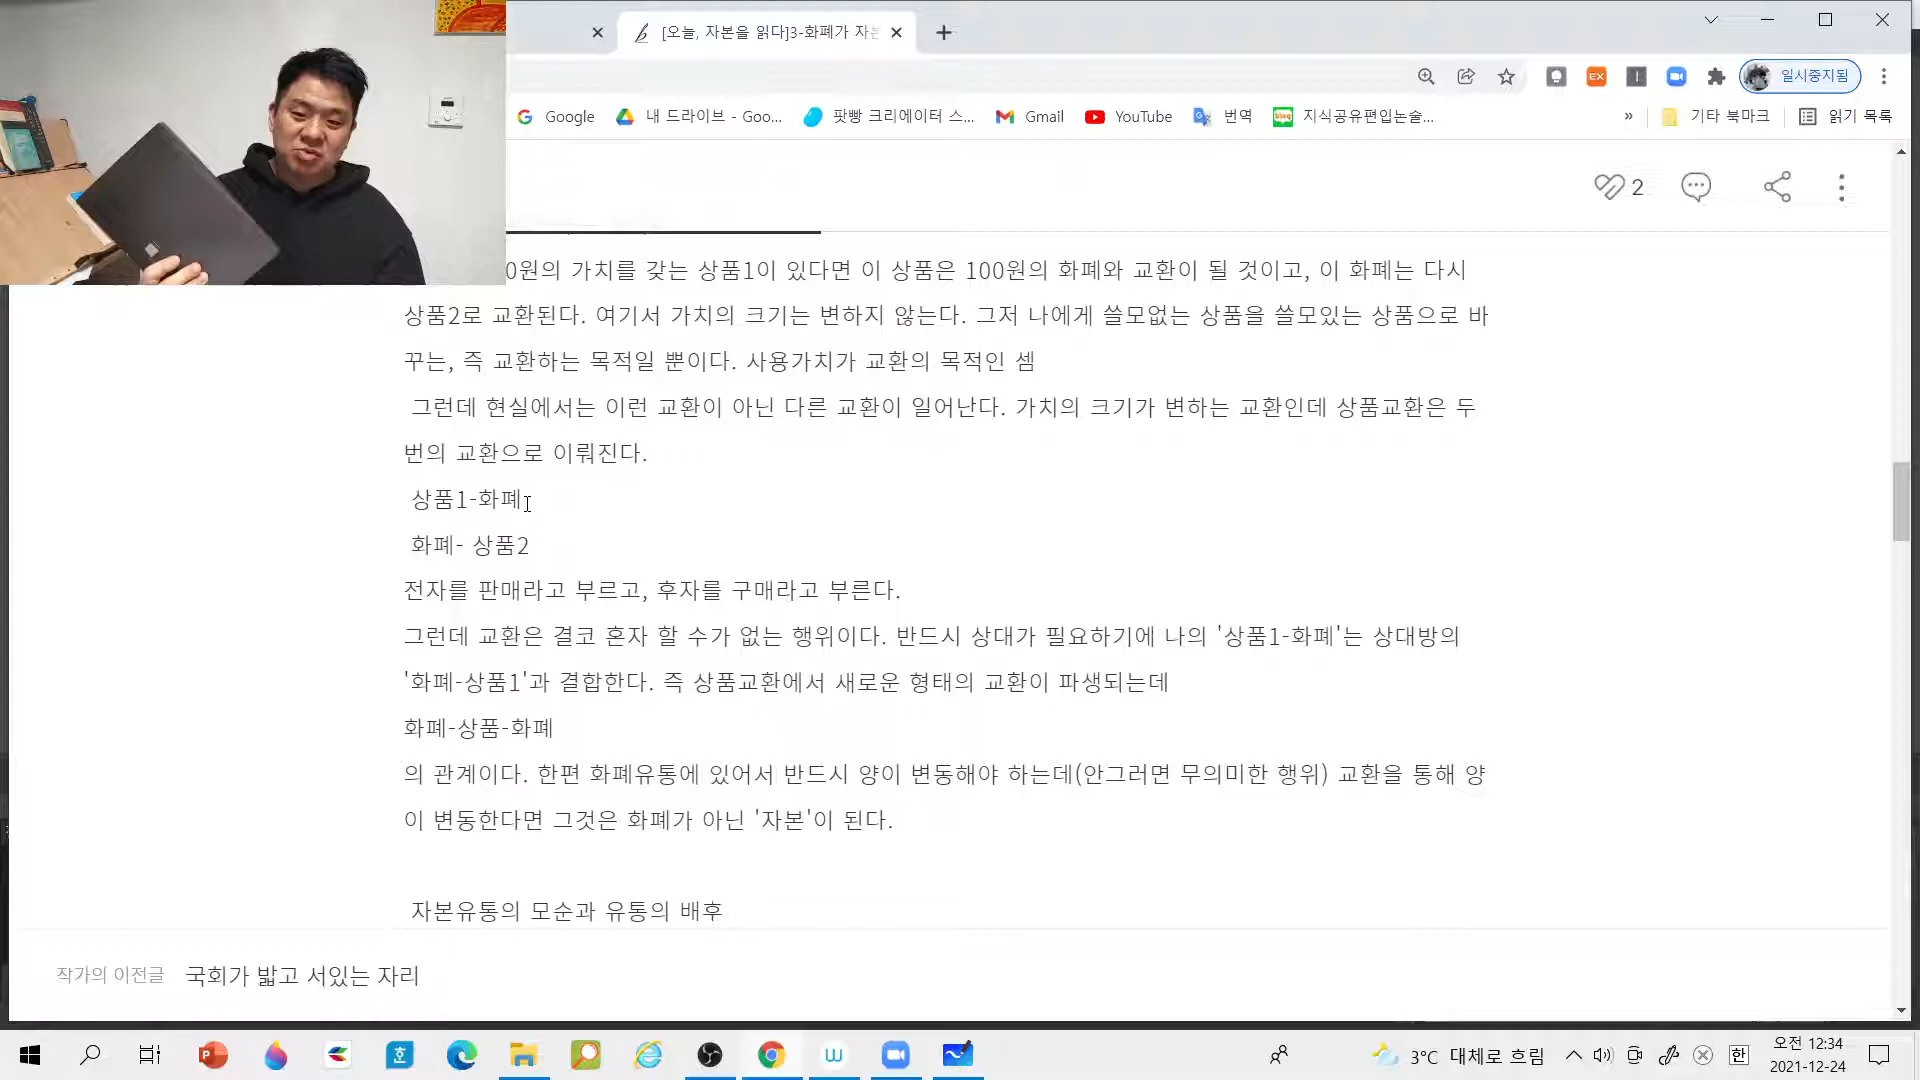 [오늘, 자본을 읽다]3-화폐가 자본
EX
일시중지됨
Google
내 드라이브 - Goo...
팟빵 크리에이터 스...
Gmail
YouTube
번역
지식공유편입논술...
»
기타 북마크
읽기 목록
2
0원의 가치를 갖는 상품1이 있다면 이 상품은 100원의 화폐와 교환이 될 것이고, 이 화폐는 다시
상품2로 교환된다. 여기서 가치의 크기는 변하지 않는다. 그저 나에게 쓸모없는 상품을 쓸모있는 상품으로 바
꾸는, 즉 교환하는 목적일 뿐이다. 사용가치가 교환의 목적인 셈
그런데 현실에서는 이런 교환이 아닌 다른 교환이 일어난다. 가치의 크기가 변하는 교환인데 상품교환은 두
번의 교환으로 이뤄진다.
상품1-화폐
화폐- 상품2
전자를 판매라고 부르고, 후자를 구매라고 부른다.
그런데 교환은 결코 혼자 할 수가 없는 행위이다. 반드시 상대가 필요하기에 나의 '상품1-화폐'는 상대방의
'화폐-상품1'과 결합한다. 즉 상품교환에서 새로운 형태의 교환이 파생되는데
화폐-상품-화폐
의 관계이다. 한편 화폐유통에 있어서 반드시 양이 변동해야 하는데(안그러면 무의미한 행위) 교환을 통해 양
이 변동한다면 그것은 화폐가 아닌 '자본'이 된다.
자본유통의 모순과 유통의 배후
작가의 이전글 국회가 밟고 서있는 자리
3°C 대체로 흐림
한
오전 12:34
2021-12-24